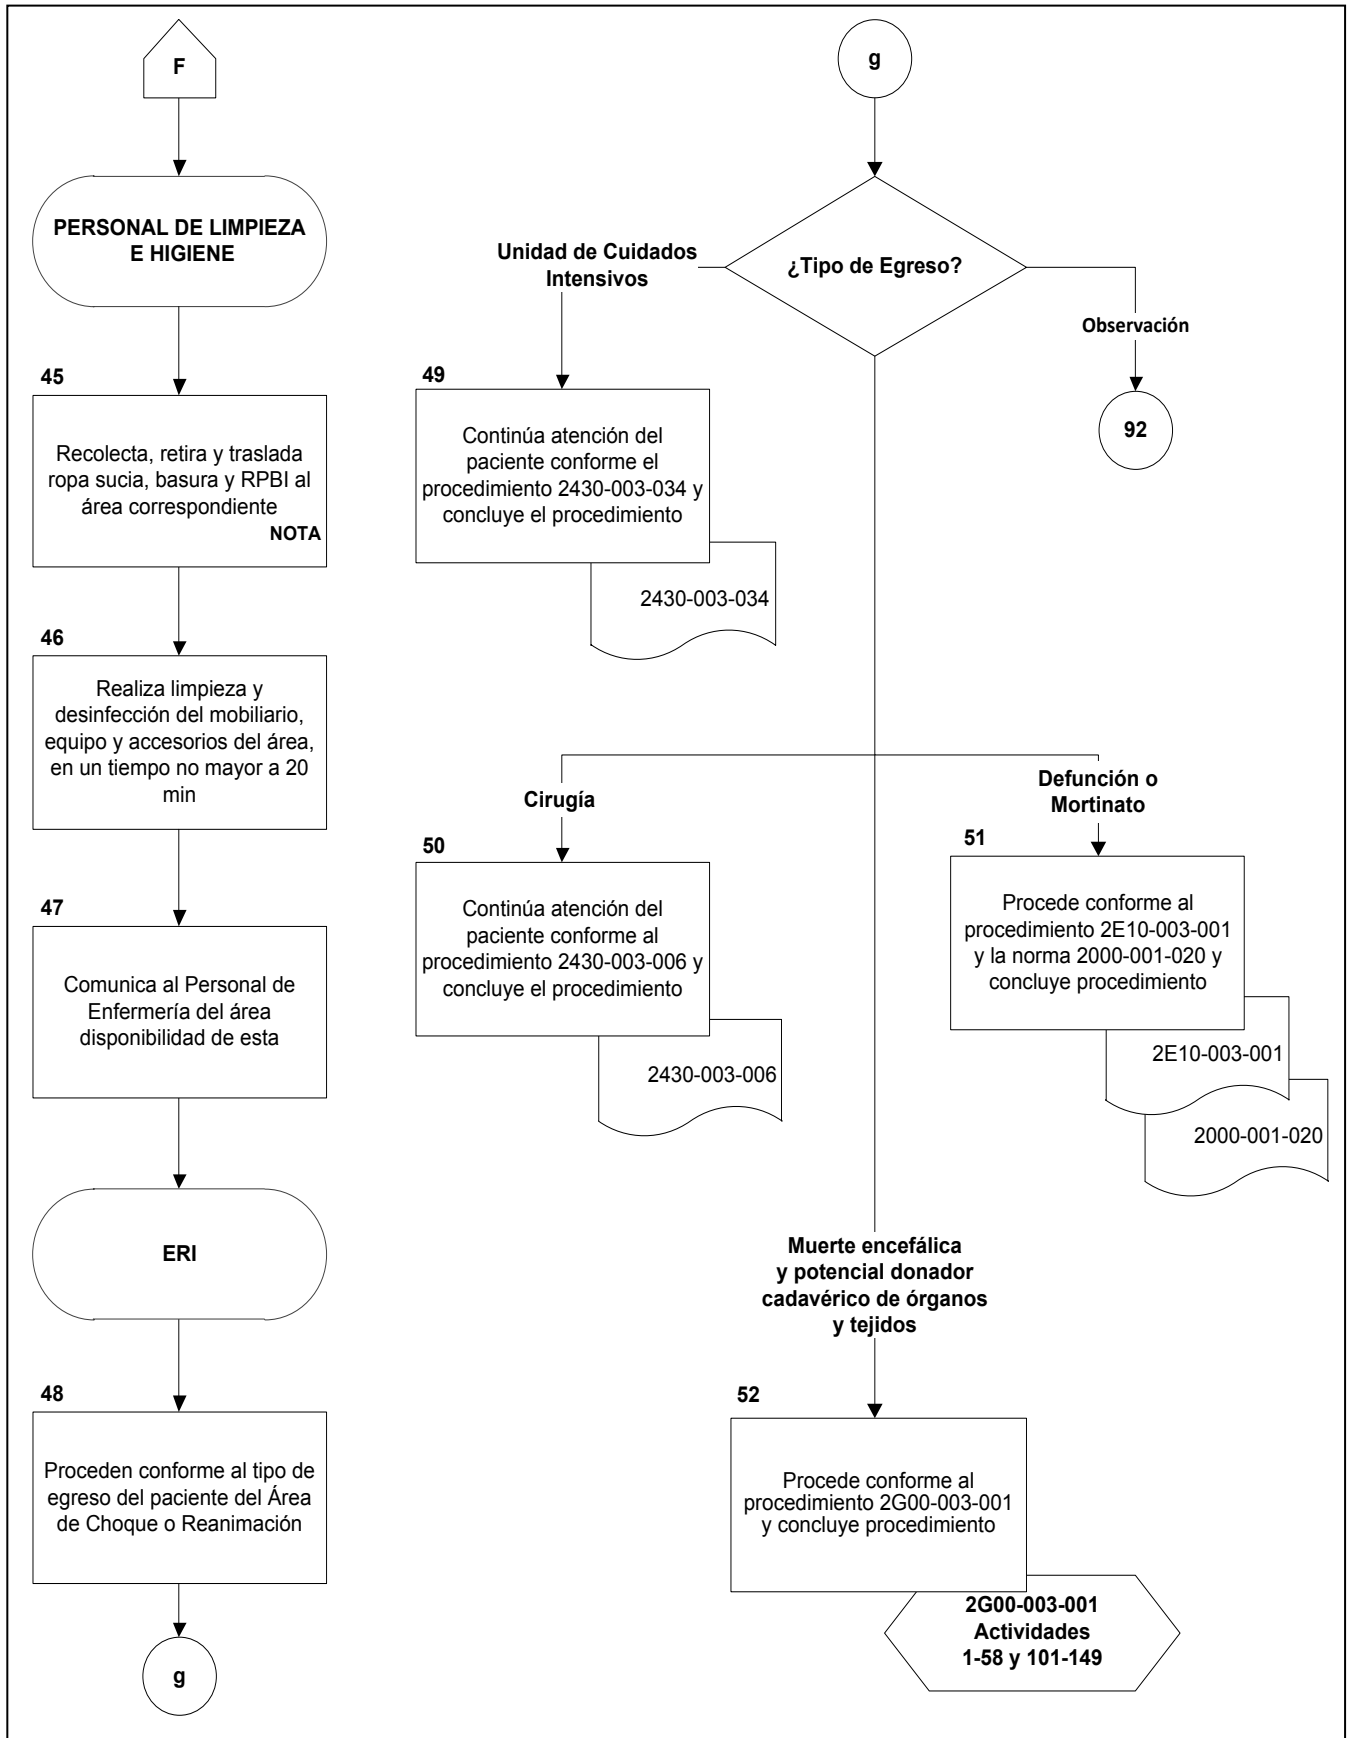 F
PERSONAL DE LIMPIEZA
E HIGIENE
45
Recolecta, retira y traslada
ropa sucia, basura y RPBI al
área correspondiente
NOTA
46
Realiza limpieza y
desinfección del mobiliario,
equipo y accesorios del área,
en un tiempo no mayor a 20
min
47
Comunica al Personal de
Enfermería del área
disponibilidad de esta
ERI
48
Proceden conforme al tipo de
egreso del paciente del Área
de Choque o Reanimación
g
g
¿Tipo de Egreso?
Unidad de Cuidados
Intensivos
Observación
92
49
Continúa atención del
paciente conforme el
procedimiento 2430-003-034 y
concluye el procedimiento
2430-003-034
Cirugía
50
Continúa atención del
paciente conforme al
procedimiento 2430-003-006 y
concluye el procedimiento
2430-003-006
Defunción o
Mortinato
51
Procede conforme al
procedimiento 2E10-003-001
y la norma 2000-001-020 y
concluye procedimiento
2E10-003-001
2000-001-020
Muerte encefálica
y potencial donador
cadavérico de órganos
y tejidos
52
Procede conforme al
procedimiento 2G00-003-001
y concluye procedimiento
2G00-003-001
Actividades
1-58 y 101-149